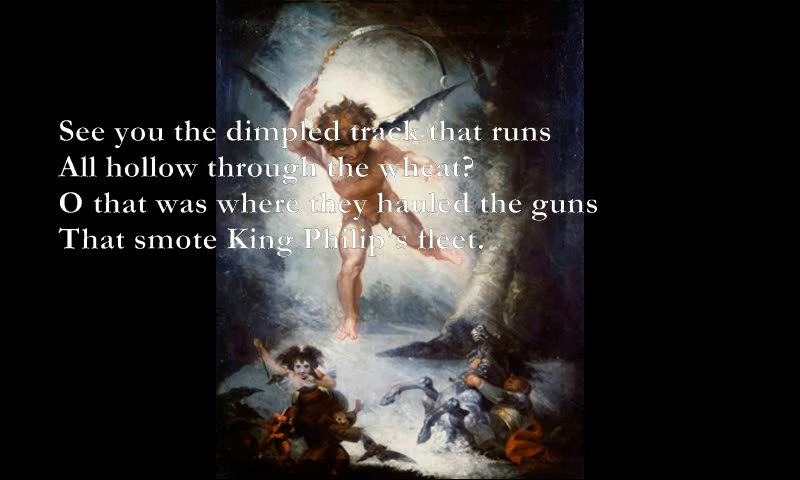 See you the dimpled track that runs
All hollow through the wheat?
O that was where they hauled the guns
That smote King Philip's fleet.